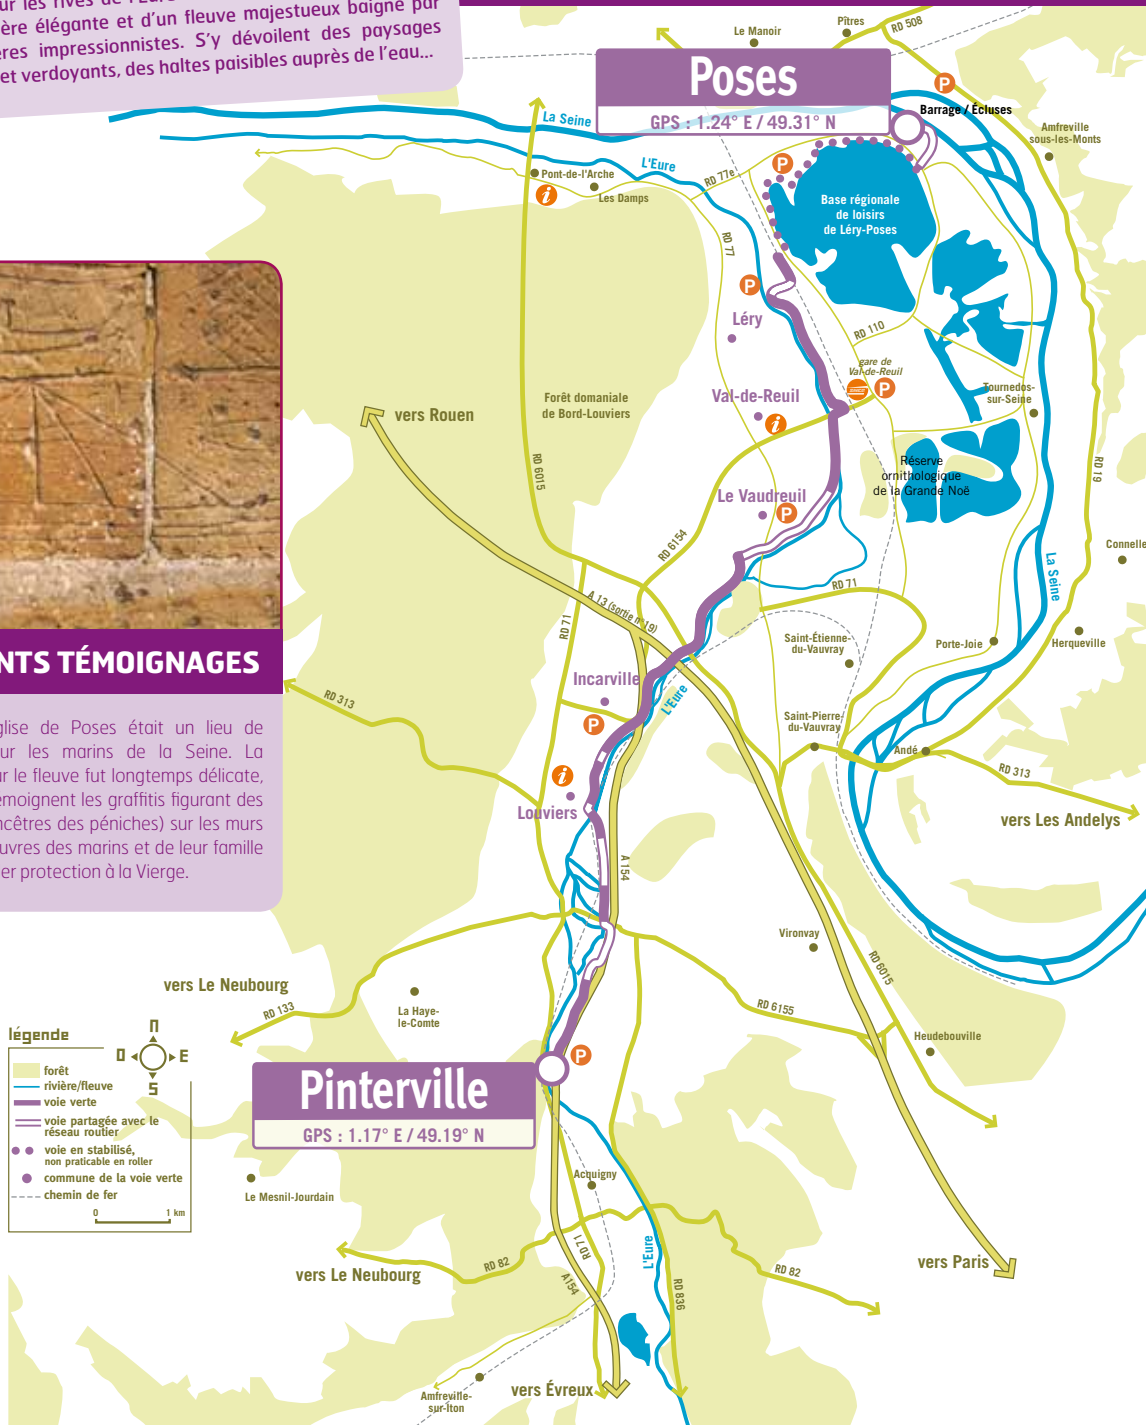 ur les rives de l'Eure
ère élégante et d'un fleuve majestueux baigné par
res impressionnistes. S'y dévoilent des paysages
et verdoyants, des haltes paisibles auprès de l'eau...
Le Manoir
Pîtres
RD 508
Poses
GPS : 1.24° E / 49.31° N
P
Barrage / Écluses
Amfreville
sous-les-Monts
La Seine
L'Eure
RD 77e
P
Pont-de-l'Arche
i
Les Damps
Base régionale
de loisirs
de Léry-Poses
RD 77
P
Léry
RD 110
gare de
Val-de-Reuil
P
Tournedos-
sur-Seine
Forêt domaniale
de Bord-Louviers
vers Rouen
Val-de-Reuil
i
RD 6015
Réserve
ornithologique
de la Grande Noë
RD 19
Le Vaudreuil
P
RD 6154
Connelle
La Seine
RD 71
A 13 (sortie n°19)
RD 71
Saint-Étienne-
du-Vauvray
Porte-Joie
Herqueville
NTS TÉMOIGNAGES
Incarville
L'Eure
RD 313
P
Saint-Pierre-
du-Vauvray
Andé
RD 313
vers Les Andelys
glise de Poses était un lieu de
ur les marins de la Seine. La
ur le fleuve fut longtemps délicate,
émoignent les graffitis figurant des
ncêtres des péniches) sur les murs
uvres des marins et de leur famille
er protection à la Vierge.
i
Louviers
A 154
Vironvay
RD 6015
vers Le Neubourg
RD 133
La Haye-
le-Comte
RD 6155
Heudebouville
légende
N
O
E
S
forêt
rivière/fleuve
voie verte
voie partagée avec le
réseau routier
voie en stabilisé,
non praticable en roller
commune de la voie verte
chemin de fer
0 1 km
P
Pinterville
GPS : 1.17° E / 49.19° N
Acquigny
Le Mesnil-Jourdain
RD 71
L'Eure
vers Le Neubourg
RD 82
A154
RD 836
RD 82
vers Paris
Amfreville-
sur-Iton
vers Évreux